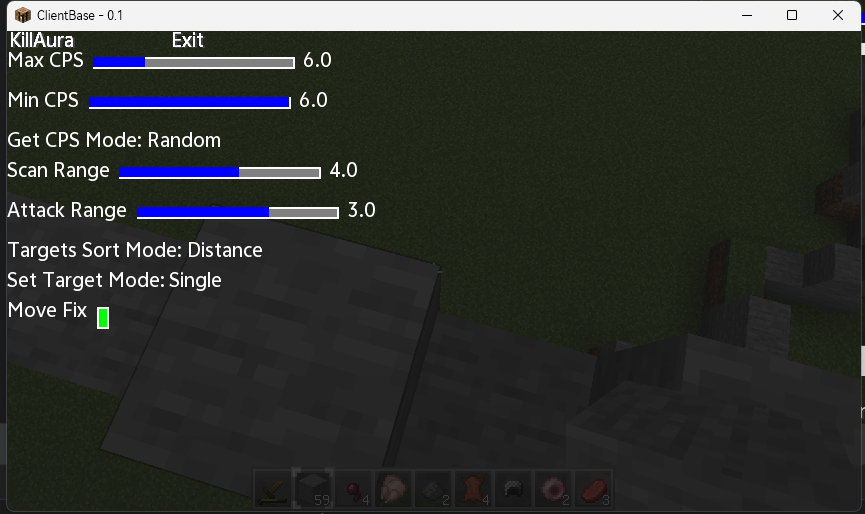 ClientBase - 0.1
KillAura Exit
Max CPS 6.0
Min CPS 6.0
Get CPS Mode: Random
Scan Range 4.0
Attack Range 3.0
Targets Sort Mode: Distance
Set Target Mode: Single
Move Fix
59 4 2 4 2 3